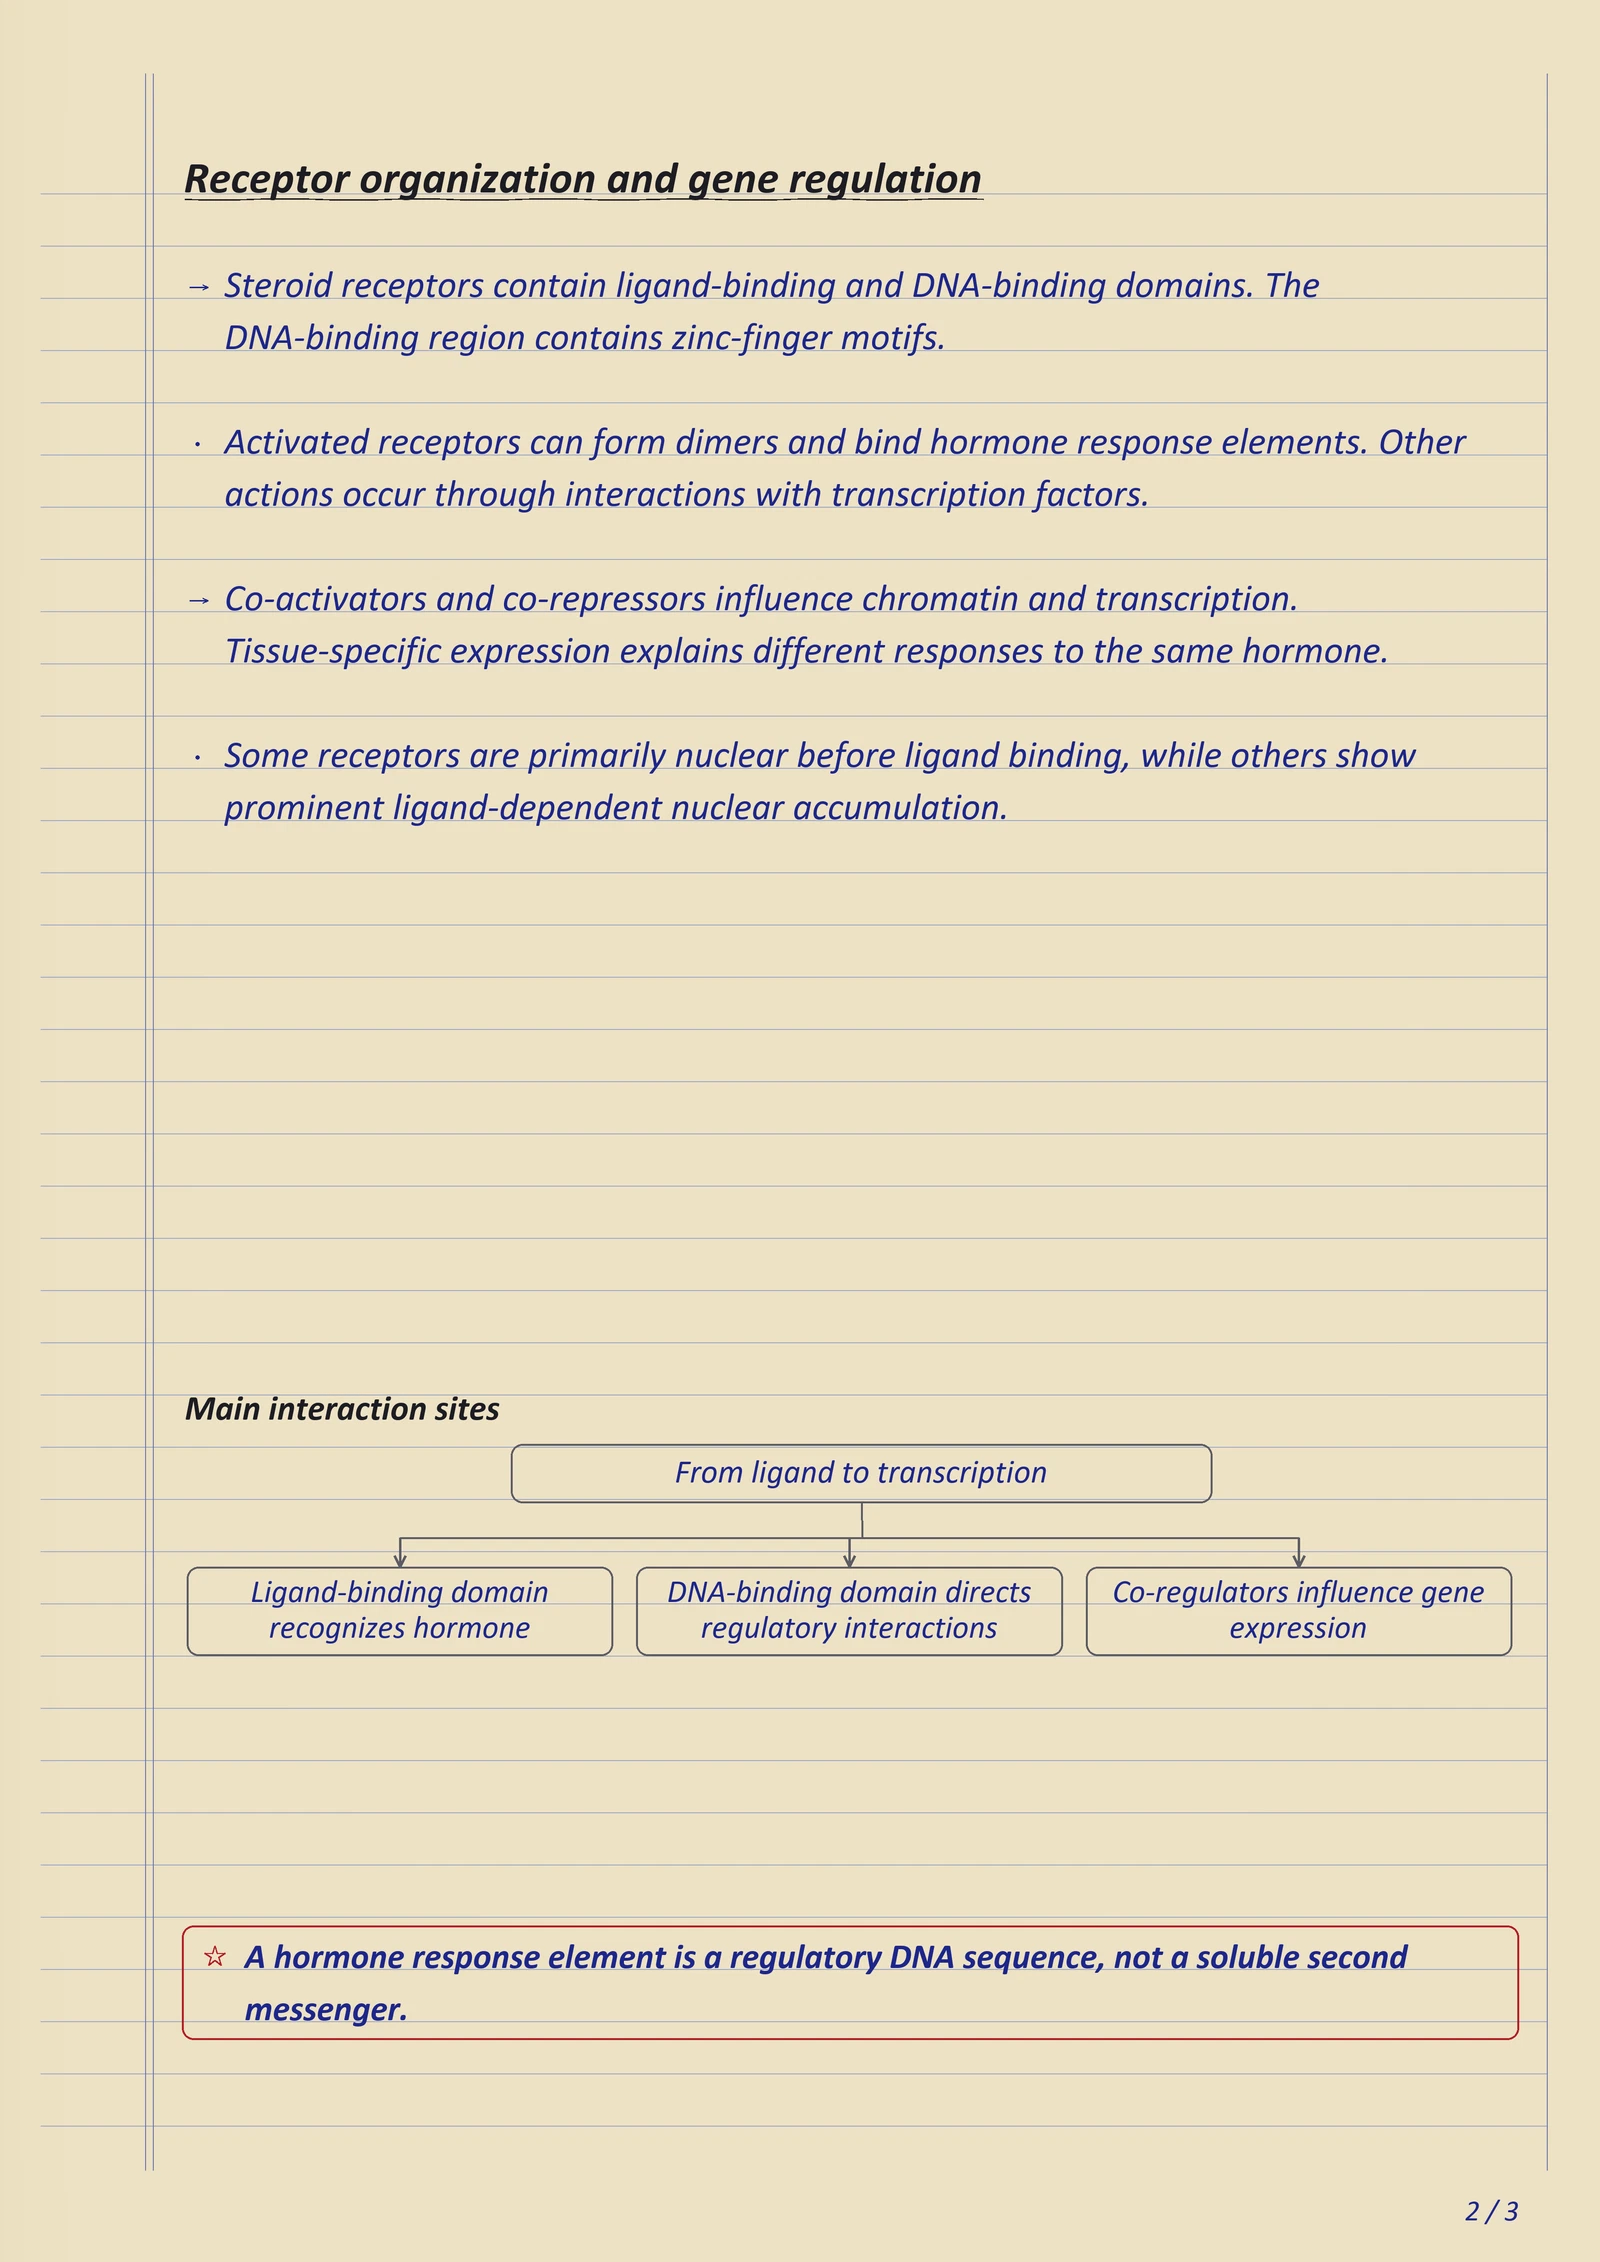 Receptor organization and gene regulation
→ Steroid receptors contain ligand-binding and DNA-binding domains. The
DNA-binding region contains zinc-finger motifs.
· Activated receptors can form dimers and bind hormone response elements. Other
actions occur through interactions with transcription factors.
→ Co-activators and co-repressors influence chromatin and transcription.
Tissue-specific expression explains different responses to the same hormone.
· Some receptors are primarily nuclear before ligand binding, while others show
prominent ligand-dependent nuclear accumulation.
Main interaction sites
From ligand to transcription
Ligand-binding domain
recognizes hormone
DNA-binding domain directs
regulatory interactions
Co-regulators influence gene
expression
☆ A hormone response element is a regulatory DNA sequence, not a soluble second
messenger.
2 / 3